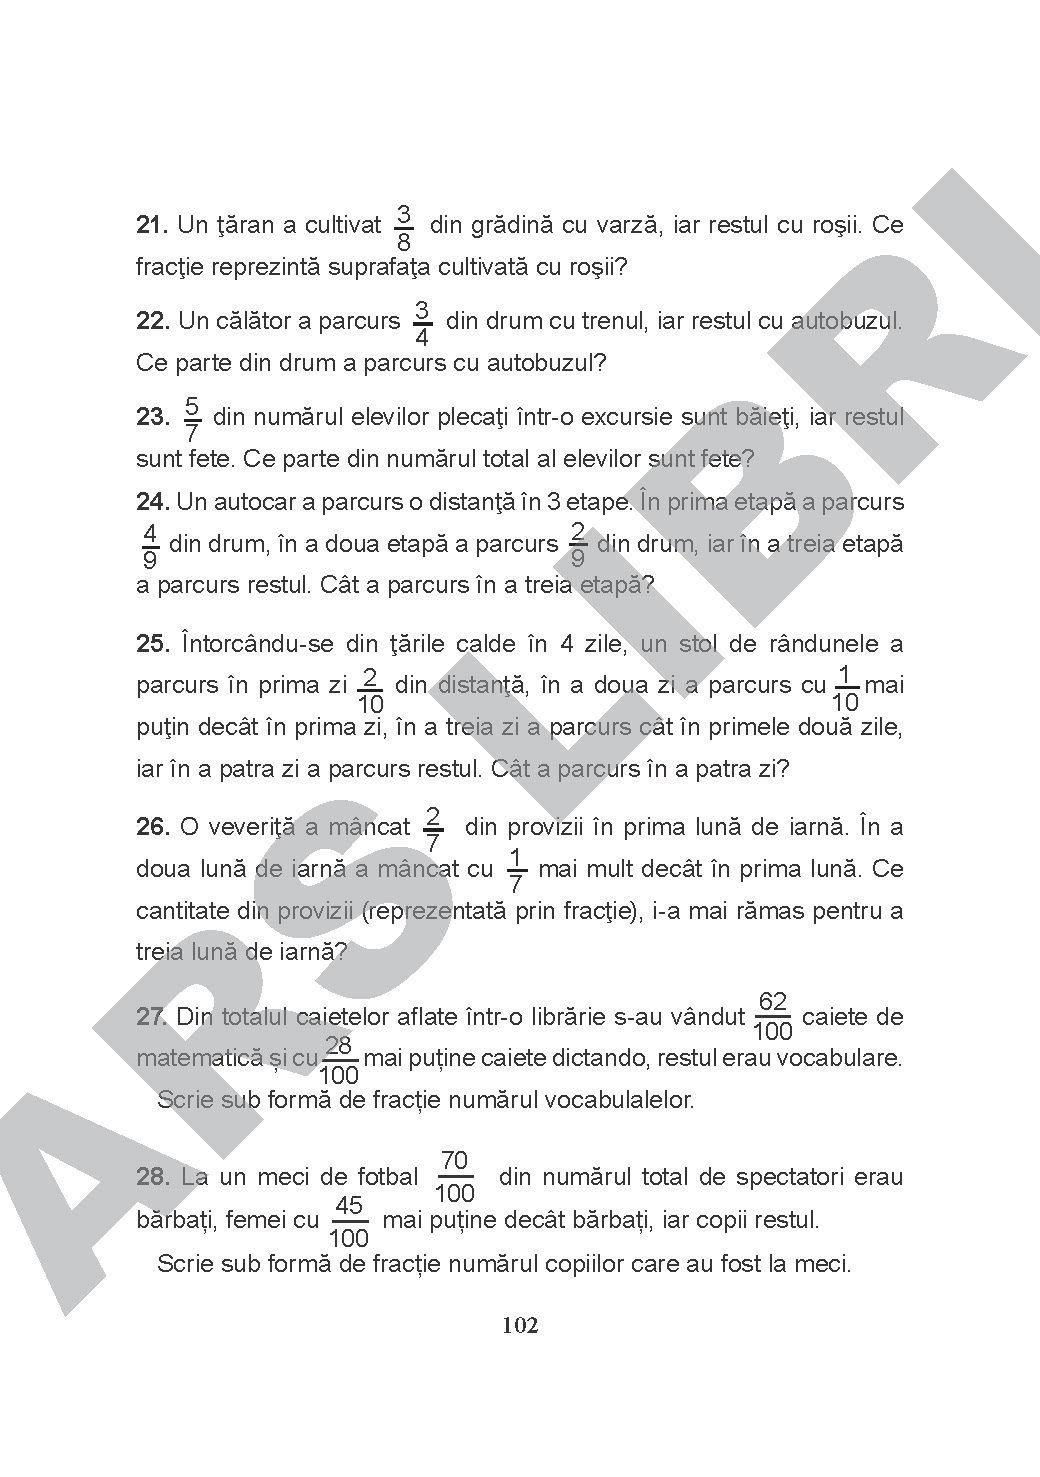 21. Un ţăran a cultivat 3/8 din grădină cu varză, iar restul cu roşii. Ce
fracţie reprezintă suprafaţa cultivată cu roşii?
22. Un călător a parcurs 3/4 din drum cu trenul, iar restul cu autobuzul.
Ce parte din drum a parcurs cu autobuzul?
23. 5/7 din numărul elevilor plecaţi într-o excursie sunt băieţi, iar restul
sunt fete. Ce parte din numărul total al elevilor sunt fete?
24. Un autocar a parcurs o distanţă în 3 etape. În prima etapă a parcurs
4/9 din drum, în a doua etapă a parcurs 2/9 din drum, iar în a treia etapă
a parcurs restul. Cât a parcurs în a treia etapă?
25. Întorcându-se din ţările calde în 4 zile, un stol de rândunele a
parcurs în prima zi 2/10 din distanţă, în a doua zi a parcurs cu 1/10 mai
puţin decât în prima zi, în a treia zi a parcurs cât în primele două zile,
iar în a patra zi a parcurs restul. Cât a parcurs în a patra zi?
26. O veveriţă a mâncat 2/7 din provizii în prima lună de iarnă. În a
doua lună de iarnă a mâncat cu 1/7 mai mult decât în prima lună. Ce
cantitate din provizii (reprezentată prin fracţie), i-a mai rămas pentru a
treia lună de iarnă?
27. Din totalul caietelor aflate într-o librărie s-au vândut 62/100 caiete de
matematică și cu 28/100 mai puține caiete dictando, restul erau vocabulare.
Scrie sub formă de fracție numărul vocabulalelor.
28. La un meci de fotbal 70/100 din numărul total de spectatori erau
bărbați, femei cu 45/100 mai puține decât bărbați, iar copii restul.
Scrie sub formă de fracție numărul copiilor care au fost la meci.
102
ARS LIBRI